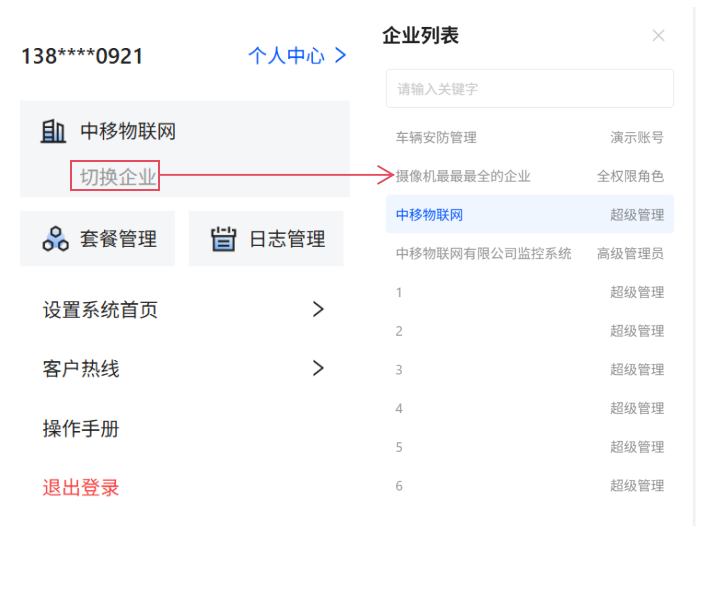 138****0921 个人中心
中移物联网
切换企业
套餐管理 日志管理
设置系统首页
客户热线
操作手册
退出登录
企业列表
请输入关键字
车辆安防管理 演示账号
摄像机最最最全的企业 全权限角色
中移物联网 超级管理
中移物联网有限公司监控系统 高级管理员
1 超级管理
2 超级管理
3 超级管理
4 超级管理
5 超级管理
6 超级管理